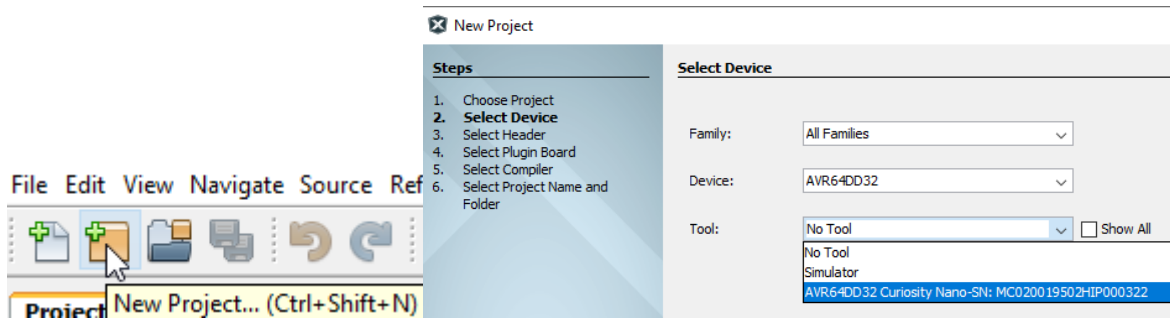 File Edit View Navigate Source Ref
Project
New Project... (Ctrl+Shift+N)
New Project
Steps
1. Choose Project
2. Select Device
3. Select Header
4. Select Plugin Board
5. Select Compiler
6. Select Project Name and
Folder
Select Device
Family: All Families
Device: AVR64DD32
Tool: No Tool Show All
No Tool
Simulator
AVR64DD32 Curiosity Nano-SN: MC020019502HIP000322